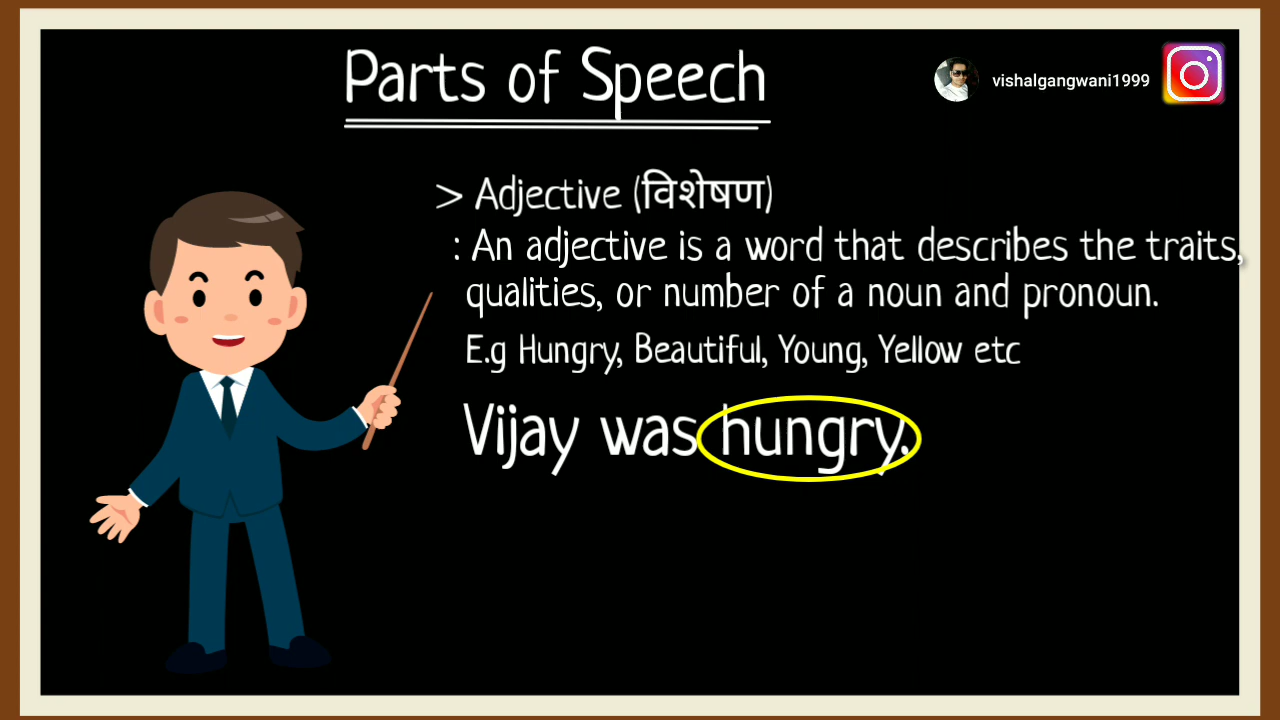 Parts of Speech
vishalgangwani1999
> Adjective (विशेषण)
: An adjective is a word that describes the traits,
qualities, or number of a noun and pronoun.
E.g Hungry, Beautiful, Young, Yellow etc
Vijay was hungry.